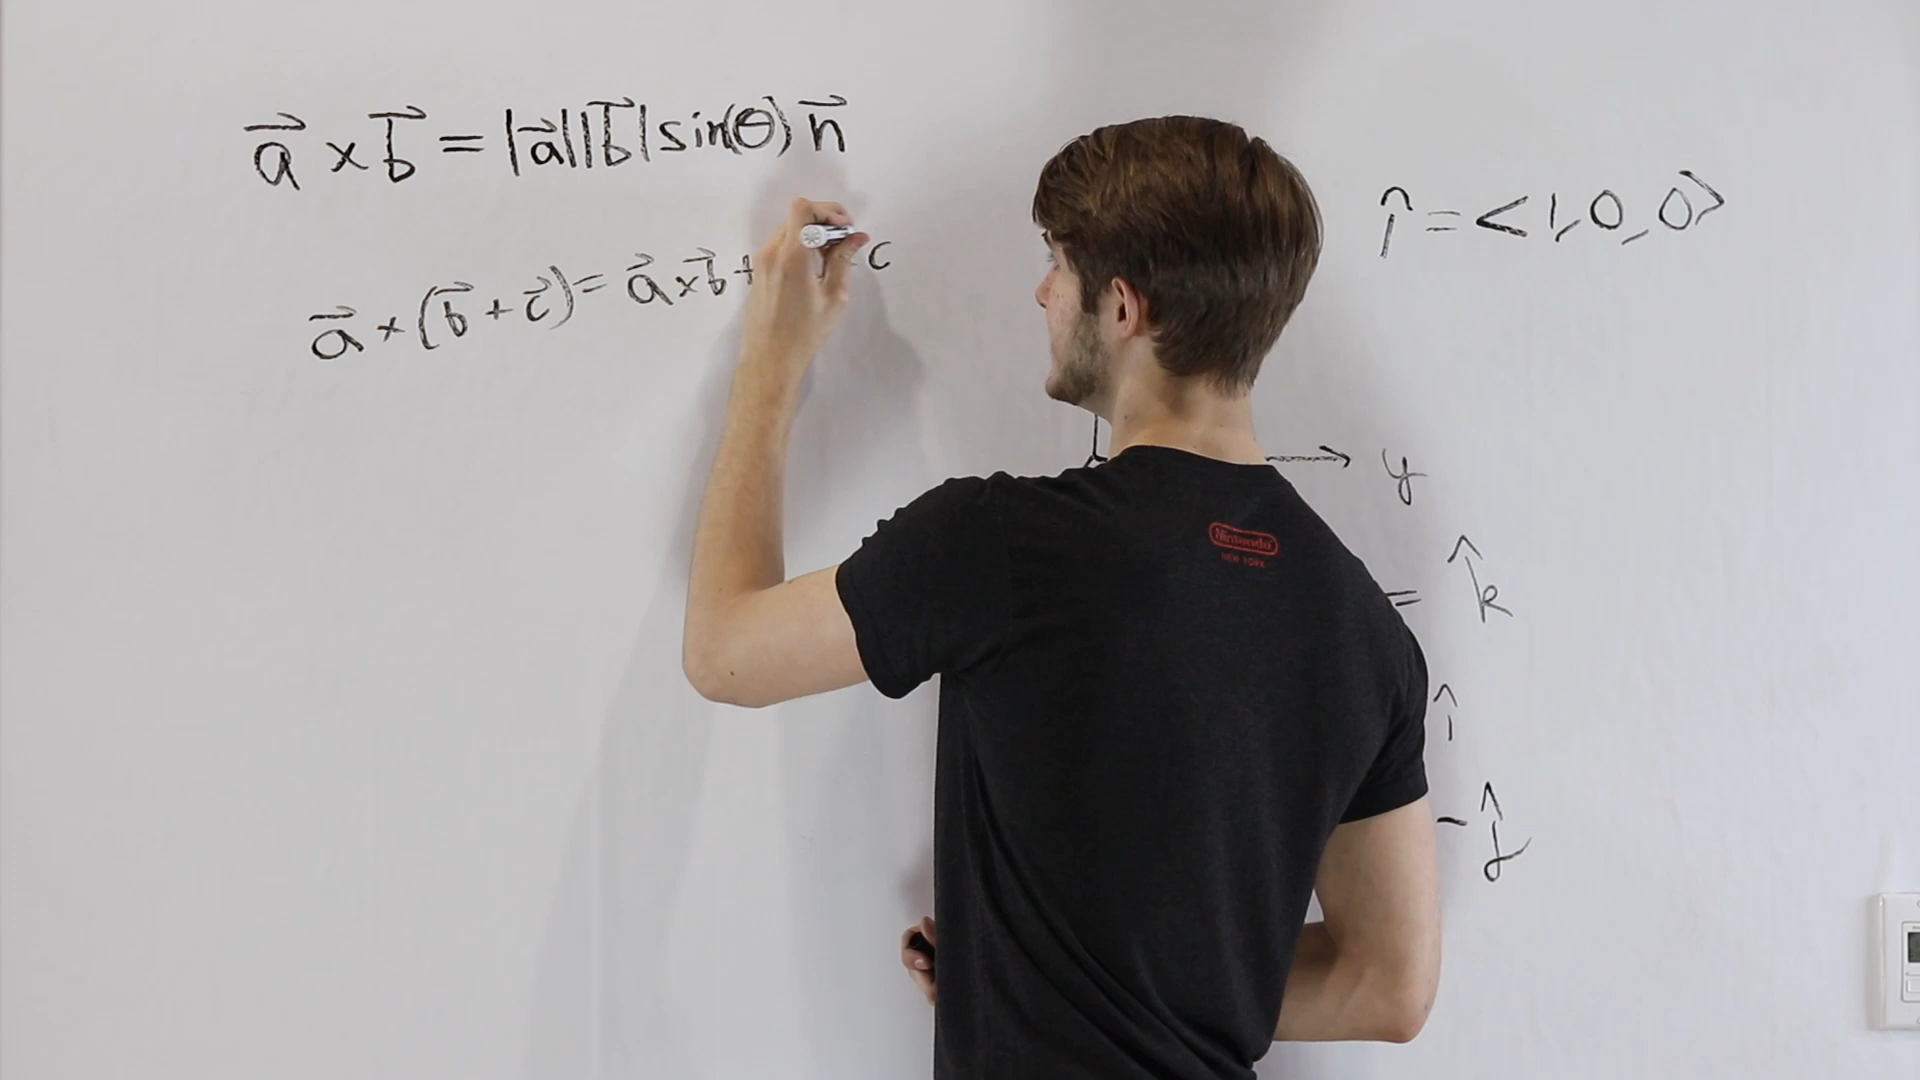 a⃗ × b⃗ = |a⃗||b⃗| sin(θ) n⃗
a⃗ × (b⃗ + c⃗) = a⃗ × b⃗ + c
î = <1,0,0>
y
= k̂
î
- ĵ
Nintendo
NEW YORK